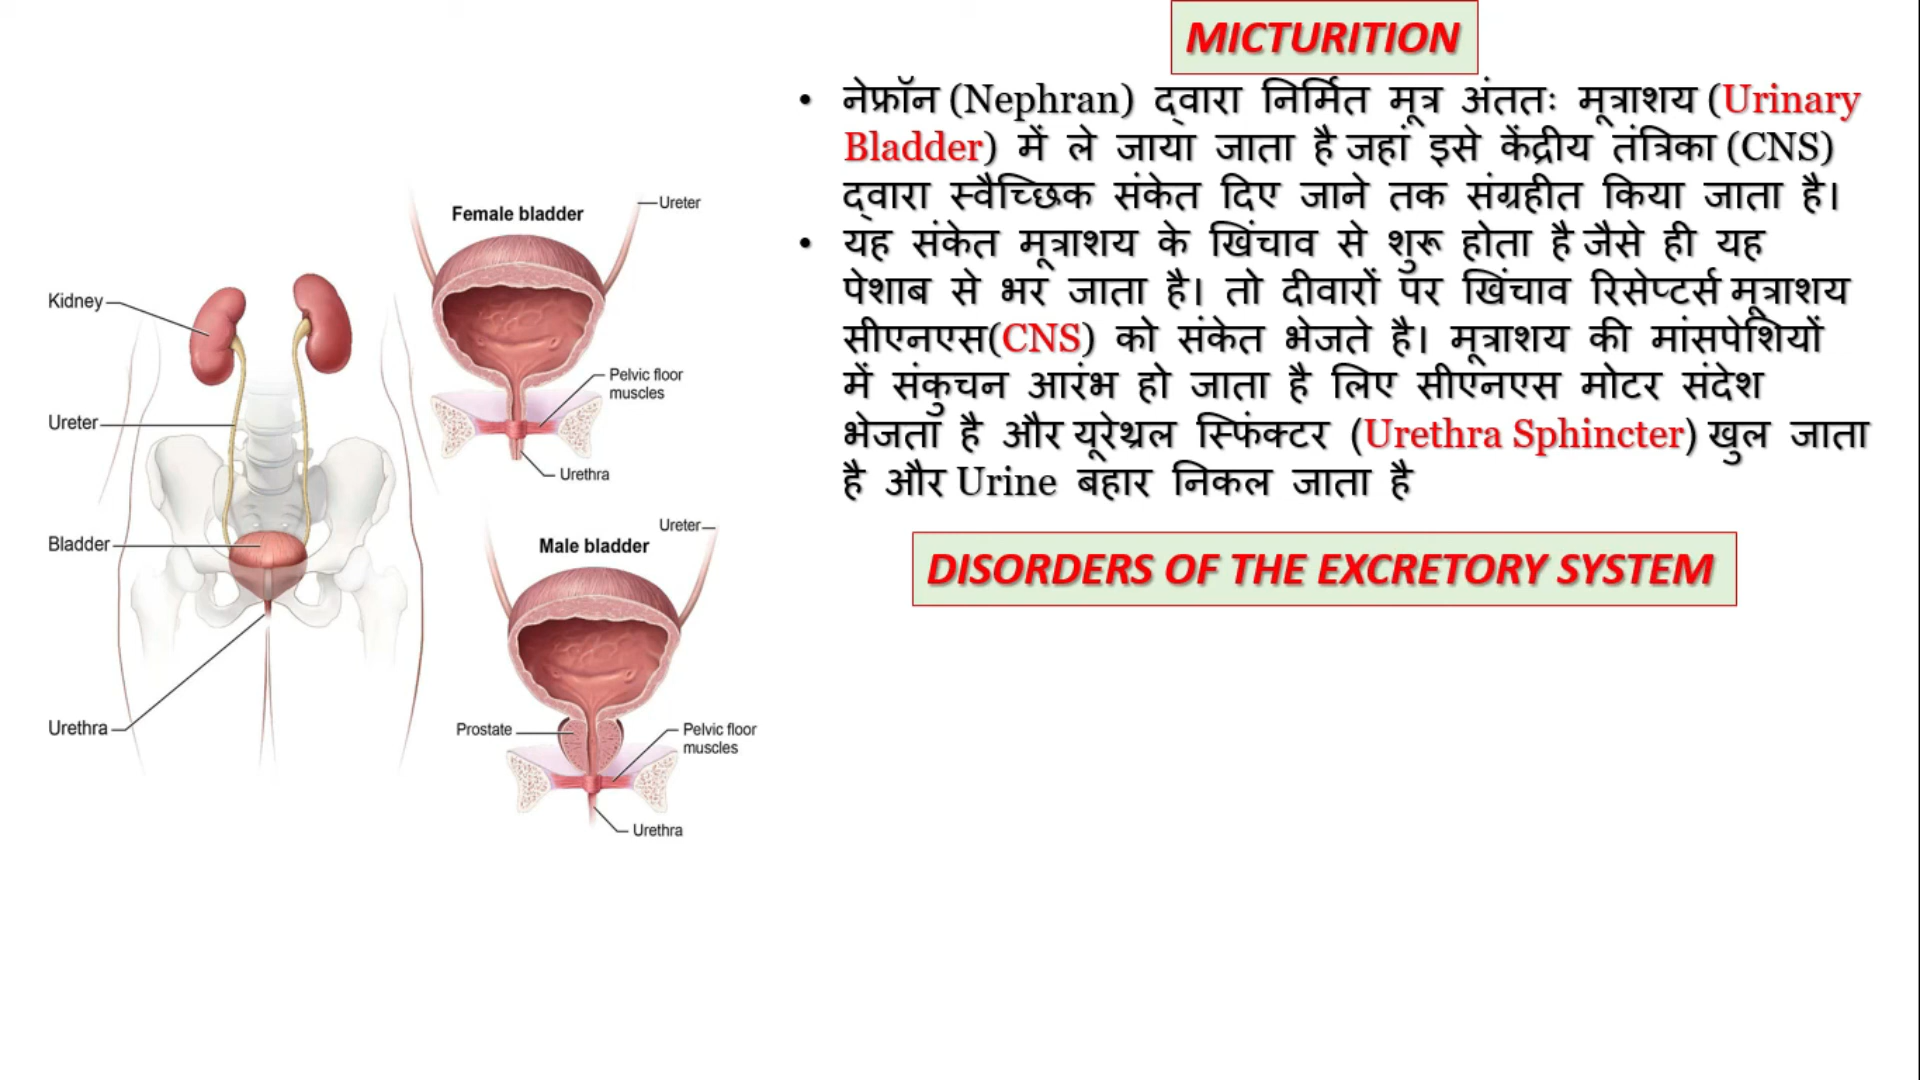 MICTURITION
• नेफ्रॉन (Nephran) द्वारा निर्मित मूत्र अंततः मूत्राशय (Urinary
Bladder) में ले जाया जाता है जहां इसे केंद्रीय तंत्रिका (CNS)
द्वारा स्वैच्छिक संकेत दिए जाने तक संग्रहीत किया जाता है।
• यह संकेत मूत्राशय के खिंचाव से शुरू होता है जैसे ही यह
पेशाब से भर जाता है। तो दीवारों पर खिंचाव रिसेप्टर्स मूत्राशय
सीएनएस(CNS) को संकेत भेजते है। मूत्राशय की मांसपेशियों
में संकुचन आरंभ हो जाता है लिए सीएनएस मोटर संदेश
भेजता है और यूरेथ्रल स्फिंक्टर (Urethra Sphincter) खुल जाता
है और Urine बहार निकल जाता है
DISORDERS OF THE EXCRETORY SYSTEM
Kidney
Ureter
Bladder
Urethra
Female bladder
Ureter
Pelvic floor
muscles
Urethra
Male bladder
Ureter
Prostate
Pelvic floor
muscles
Urethra